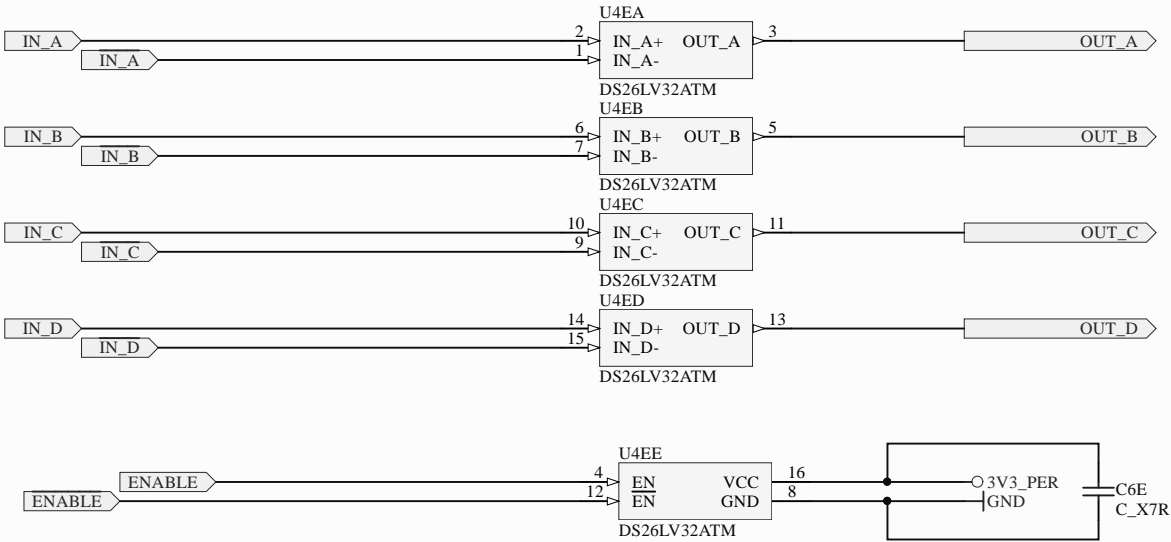 U4EA
IN_A 2 IN_A+ OUT_A 3 OUT_A
IN_A 1 IN_A-
DS26LV32ATM
U4EB
IN_B 6 IN_B+ OUT_B 5 OUT_B
IN_B 7 IN_B-
DS26LV32ATM
U4EC
IN_C 10 IN_C+ OUT_C 11 OUT_C
IN_C 9 IN_C-
DS26LV32ATM
U4ED
IN_D 14 IN_D+ OUT_D 13 OUT_D
IN_D 15 IN_D-
DS26LV32ATM
U4EE
ENABLE 4 EN VCC 16 3V3_PER C6E
ENABLE 12 EN GND 8 GND C_X7R
DS26LV32ATM